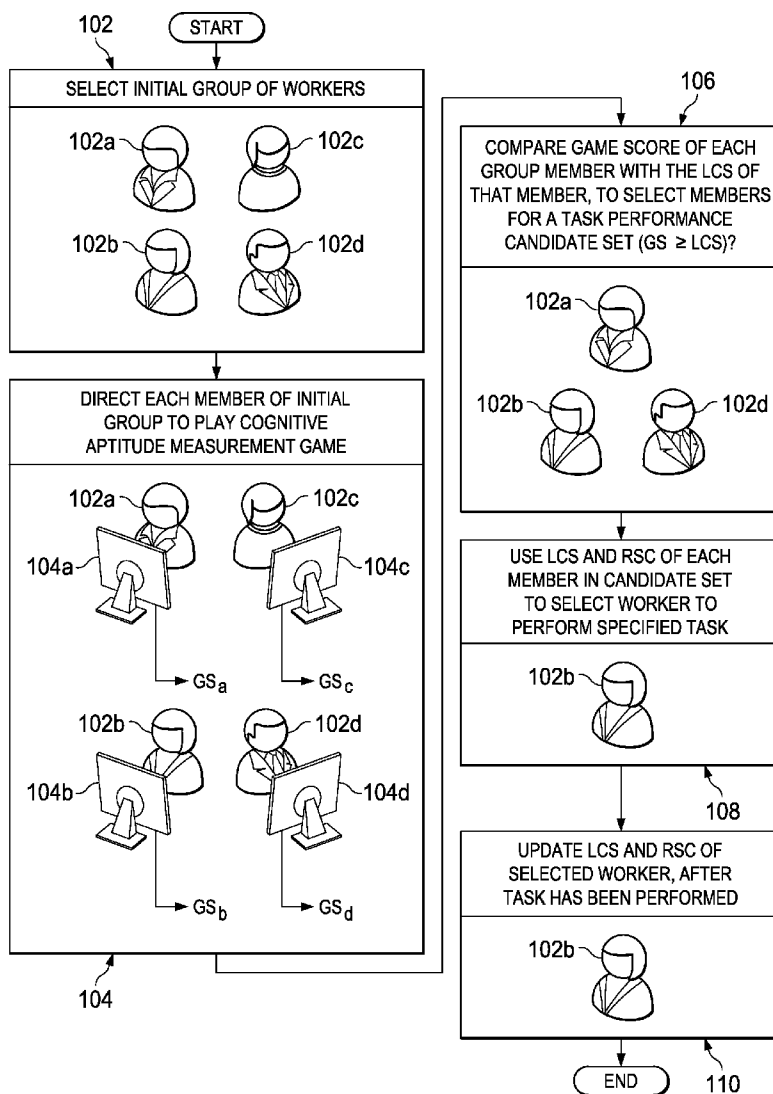 102
START
SELECT INITIAL GROUP OF WORKERS
102a
102c
102b
102d
DIRECT EACH MEMBER OF INITIAL
GROUP TO PLAY COGNITIVE
APTITUDE MEASUREMENT GAME
102a
102c
104a
104c
GSa
GSc
102b
102d
104b
104d
GSb
GSd
104
106
COMPARE GAME SCORE OF EACH
GROUP MEMBER WITH THE LCS OF
THAT MEMBER, TO SELECT MEMBERS
FOR A TASK PERFORMANCE
CANDIDATE SET (GS ≥ LCS)?
102a
102b
102d
USE LCS AND RSC OF EACH
MEMBER IN CANDIDATE SET
TO SELECT WORKER TO
PERFORM SPECIFIED TASK
102b
108
UPDATE LCS AND RSC OF
SELECTED WORKER, AFTER
TASK HAS BEEN PERFORMED
102b
110
END